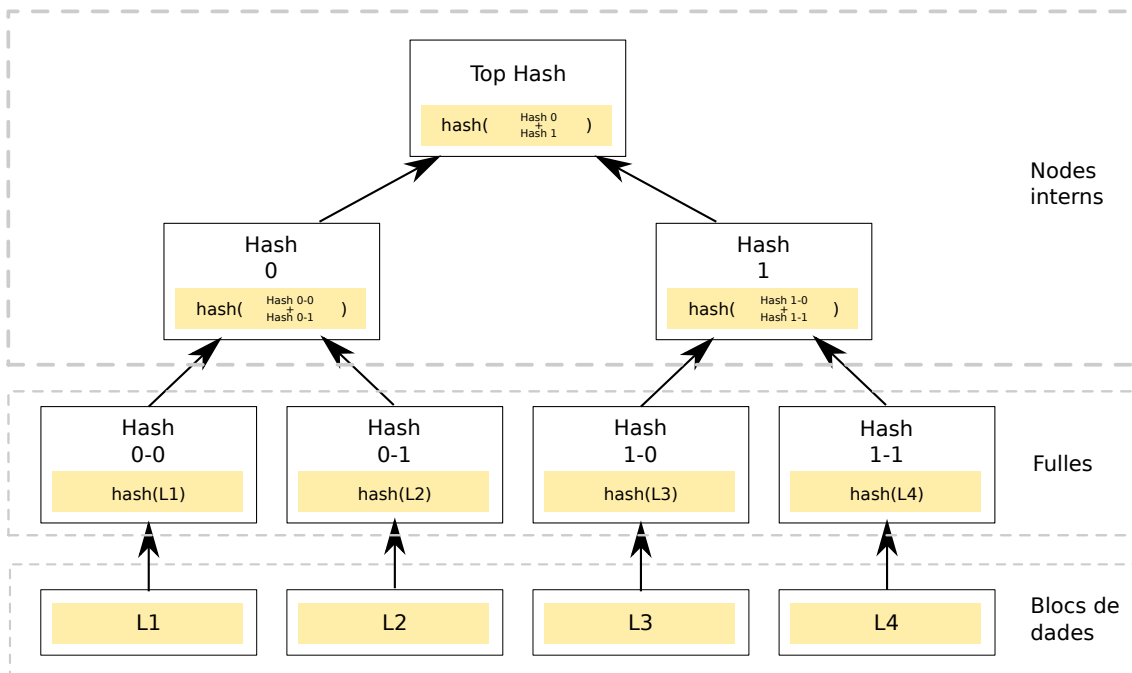 Top Hash
hash( Hash 0 + Hash 1 )
Nodes
interns
Hash
0
hash( Hash 0-0 + Hash 0-1 )
Hash
1
hash( Hash 1-0 + Hash 1-1 )
Hash
0-0
hash(L1)
Hash
0-1
hash(L2)
Hash
1-0
hash(L3)
Hash
1-1
hash(L4)
Fulles
L1
L2
L3
L4
Blocs de
dades